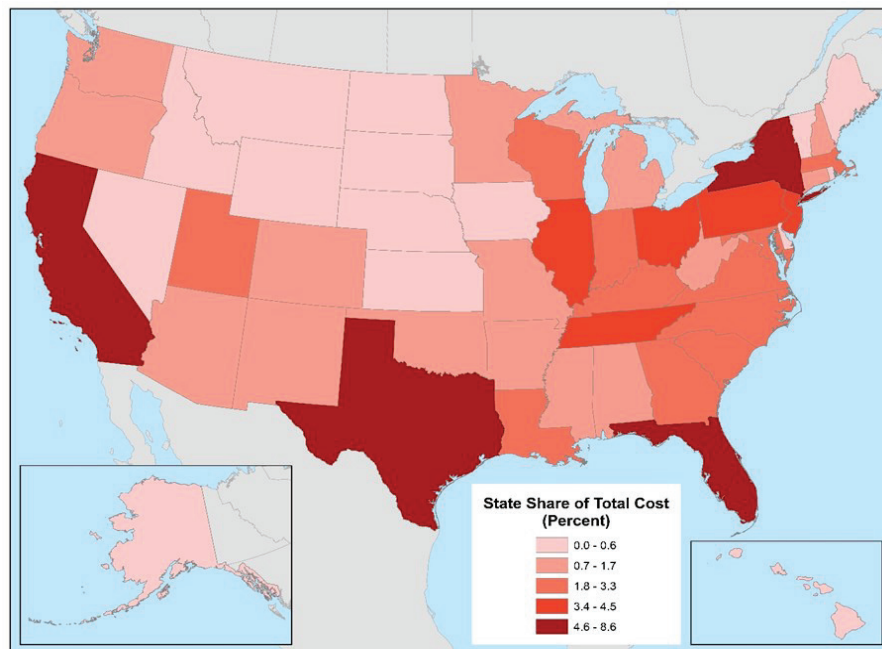 State Share of Total Cost
(Percent)
0.0 - 0.6
0.7 - 1.7
1.8 - 3.3
3.4 - 4.5
4.6 - 8.6